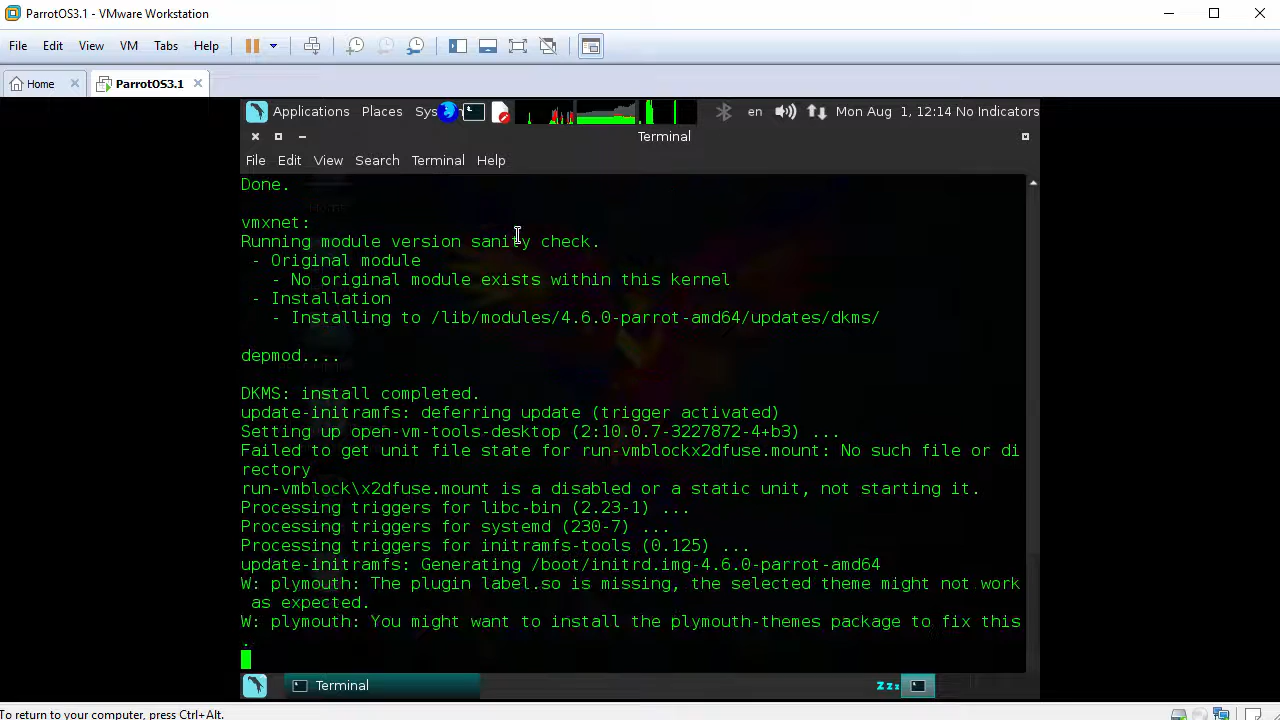 ParrotOS3.1 - VMware Workstation
File Edit View VM Tabs Help
Home ParrotOS3.1
Applications Places Sys en Mon Aug 1, 12:14 No Indicators
Terminal
File Edit View Search Terminal Help
Done.
vmxnet:
Running module version sanity check.
- Original module
- No original module exists within this kernel
- Installation
- Installing to /lib/modules/4.6.0-parrot-amd64/updates/dkms/
depmod....
DKMS: install completed.
update-initramfs: deferring update (trigger activated)
Setting up open-vm-tools-desktop (2:10.0.7-3227872-4+b3) ...
Failed to get unit file state for run-vmblockx2dfuse.mount: No such file or di
rectory
run-vmblock\x2dfuse.mount is a disabled or a static unit, not starting it.
Processing triggers for libc-bin (2.23-1) ...
Processing triggers for systemd (230-7) ...
Processing triggers for initramfs-tools (0.125) ...
update-initramfs: Generating /boot/initrd.img-4.6.0-parrot-amd64
W: plymouth: The plugin label.so is missing, the selected theme might not work
as expected.
W: plymouth: You might want to install the plymouth-themes package to fix this
.
Terminal zzz
To return to your computer, press Ctrl+Alt.